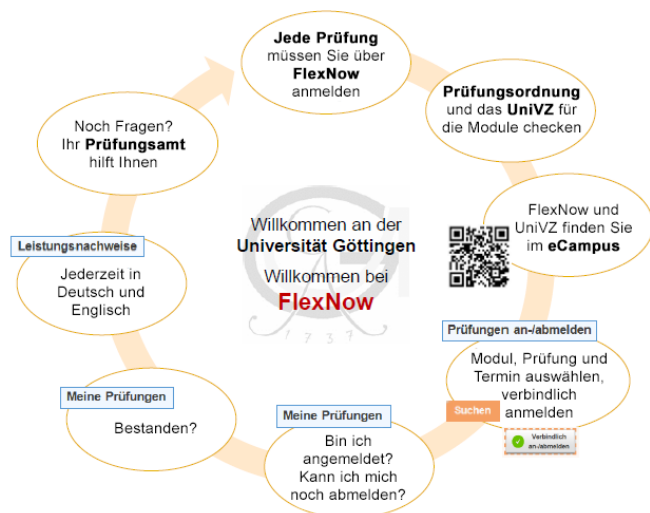 Jede Prüfung
müssen Sie über
FlexNow
anmelden
Prüfungsordnung
und das UniVZ für
die Module checken
FlexNow und
UniVZ finden Sie
im eCampus
Prüfungen an-/abmelden
Modul, Prüfung und
Termin auswählen,
verbindlich
anmelden
Suchen
Verbindlich
an-/abmelden
Meine Prüfungen
Bin ich
angemeldet?
Kann ich mich
noch abmelden?
Meine Prüfungen
Bestanden?
Leistungsnachweise
Jederzeit in
Deutsch und
Englisch
Noch Fragen?
Ihr Prüfungsamt
hilft Ihnen
Willkommen an der
Universität Göttingen
Willkommen bei
FlexNow
1737